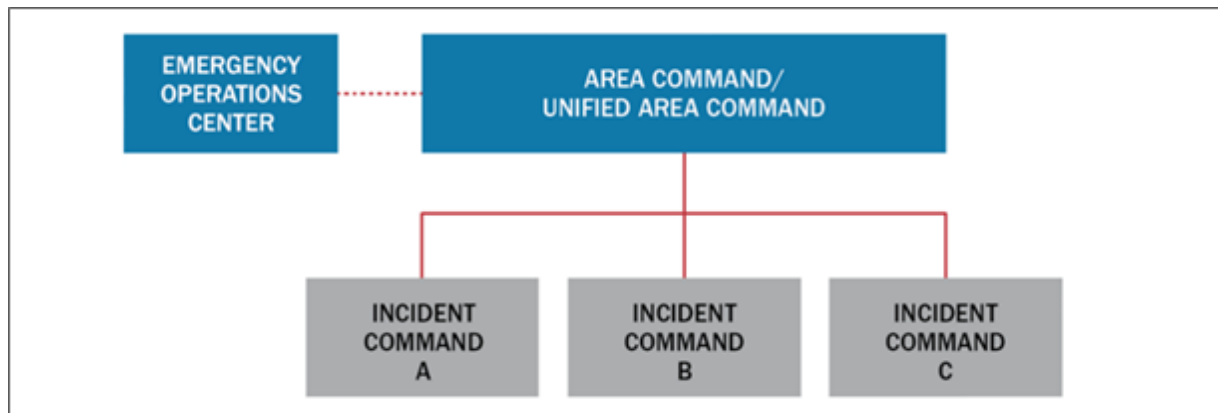 EMERGENCY
OPERATIONS
CENTER
AREA COMMAND/
UNIFIED AREA COMMAND
INCIDENT
COMMAND
A
INCIDENT
COMMAND
B
INCIDENT
COMMAND
C